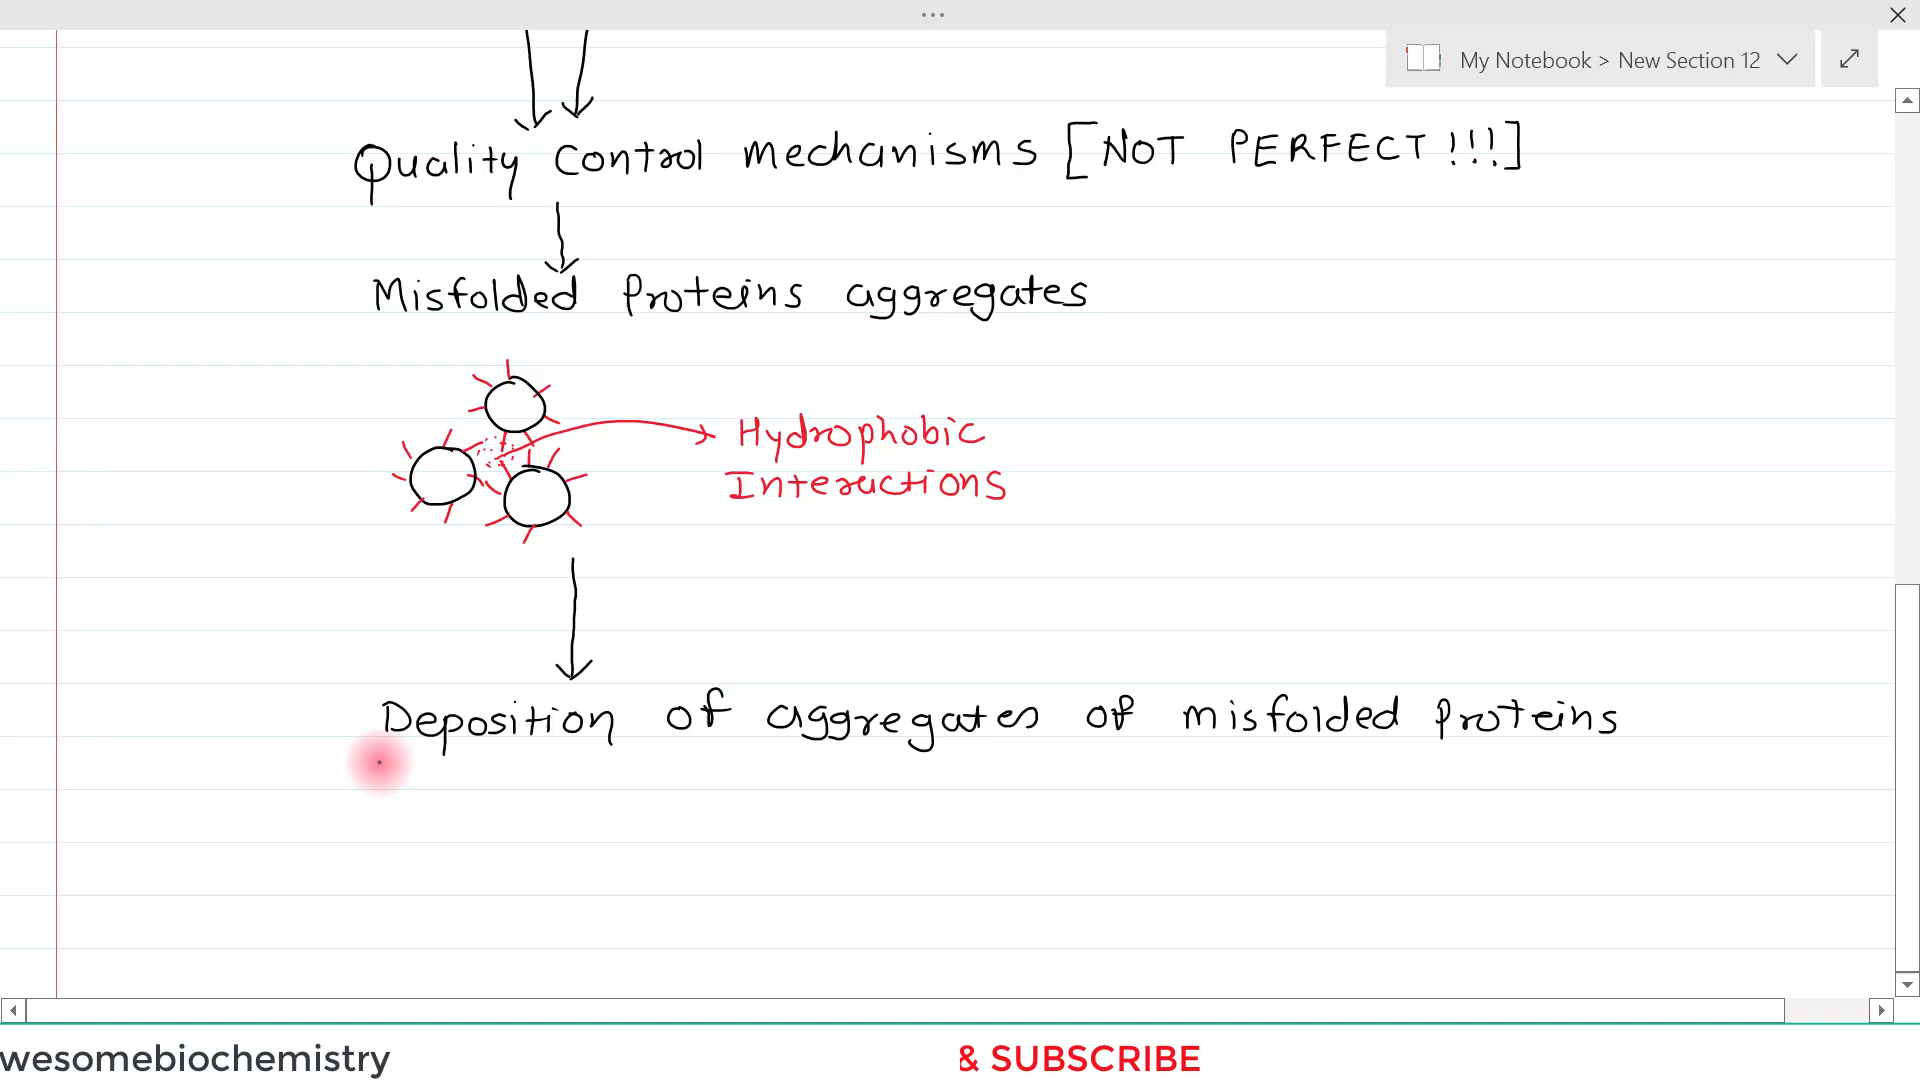 My Notebook > New Section 12
Quality Control mechanisms [NOT PERFECT!!!]
Misfolded Proteins aggregates
Hydrophobic
Interactions
Deposition of aggregates of misfolded Proteins
wesomebiochemistry
& SUBSCRIBE